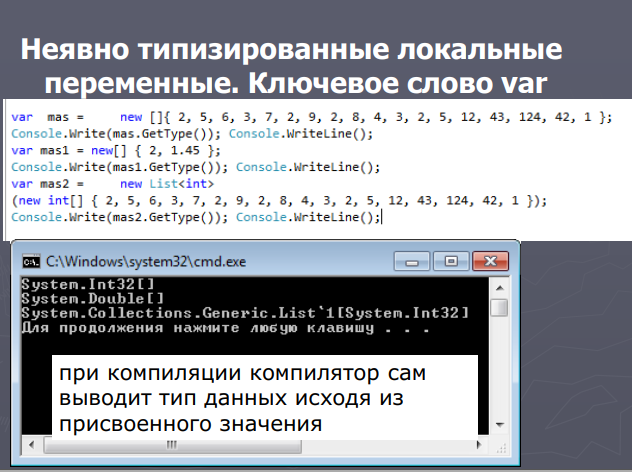 Неявно типизированные локальные
переменные. Ключевое слово var
var mas = new []{ 2, 5, 6, 3, 7, 2, 9, 2, 8, 4, 3, 2, 5, 12, 43, 124, 42, 1 };
Console.Write(mas.GetType()); Console.WriteLine();
var mas1 = new[] { 2, 1.45 };
Console.Write(mas1.GetType()); Console.WriteLine();
var mas2 = new List<int>
(new int[] { 2, 5, 6, 3, 7, 2, 9, 2, 8, 4, 3, 2, 5, 12, 43, 124, 42, 1 });
Console.Write(mas2.GetType()); Console.WriteLine();
C:\Windows\system32\cmd.exe
System.Int32[]
System.Double[]
System.Collections.Generic.List`1[System.Int32]
Для продолжения нажмите любую клавишу . . .
при компиляции компилятор сам
выводит тип данных исходя из
присвоенного значения